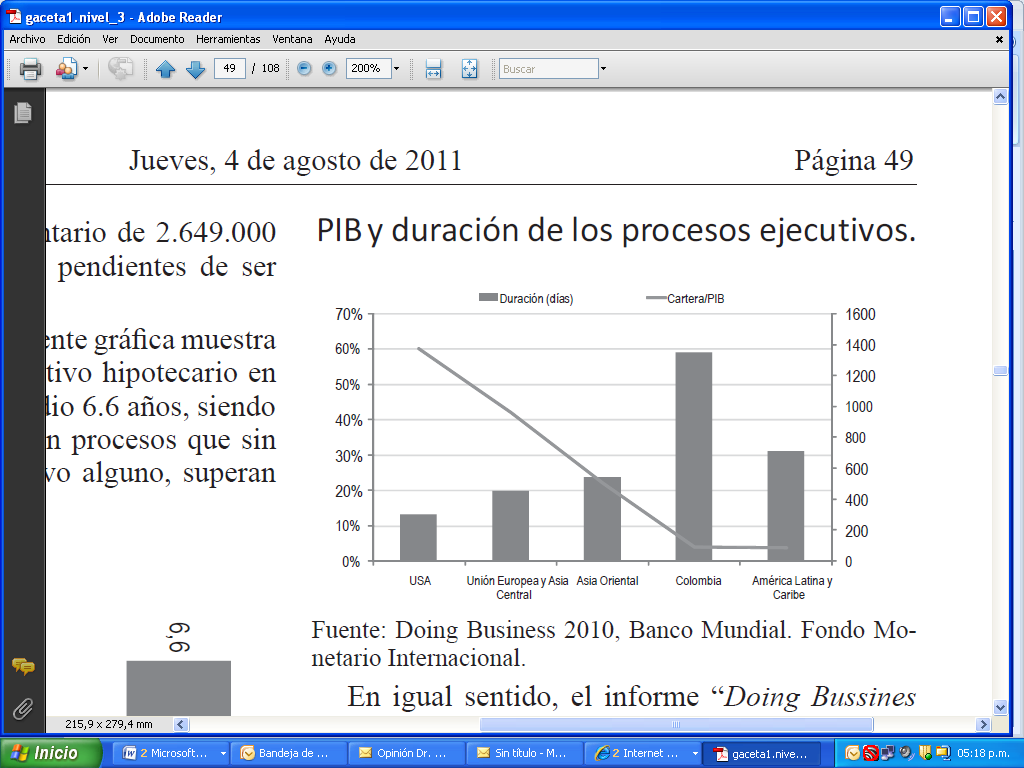 gaceta1.nivel_3 - Adobe Reader
Archivo Edición Ver Documento Herramientas Ventana Ayuda
49 / 108 200% Buscar
Jueves, 4 de agosto de 2011 Página 49
ntario de 2.649.000
pendientes de ser
ente gráfica muestra
tivo hipotecario en
dio 6.6 años, siendo
n procesos que sin
vo alguno, superan
6,6
PIB y duración de los procesos ejecutivos.
Duración (días) Cartera/PIB
70% 1600
60% 1400
50% 1200
40% 1000
30% 800
20% 600
10% 400
0% 200
0
USA Unión Europea y Asia Central Asia Oriental Colombia América Latina y Caribe
Fuente: Doing Business 2010, Banco Mundial. Fondo Mo-
netario Internacional.
En igual sentido, el informe “Doing Bussines
215,9 x 279,4 mm
Inicio 2 Microsoft... Bandeja de ... Opinión Dr. ... Sin título - M... 2 Internet ... gaceta1.nive... 05:18 p.m.